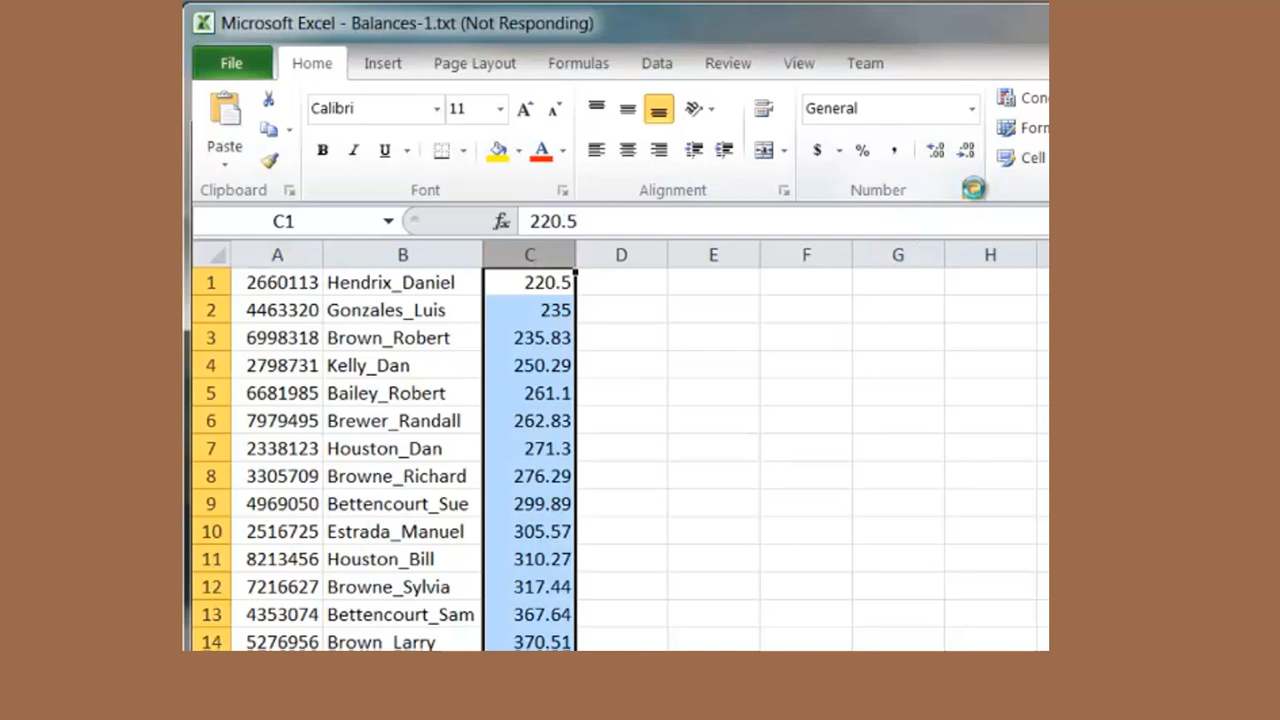 Microsoft Excel - Balances-1.txt (Not Responding)
File Home Insert Page Layout Formulas Data Review View Team
Calibri 11 General
Paste
B I U A $ % ,
Clipboard Font Alignment Number Cell
C1 fx 220.5
A B C D E F G H
1 2660113 Hendrix_Daniel 220.5
2 4463320 Gonzales_Luis 235
3 6998318 Brown_Robert 235.83
4 2798731 Kelly_Dan 250.29
5 6681985 Bailey_Robert 261.1
6 7979495 Brewer_Randall 262.83
7 2338123 Houston_Dan 271.3
8 3305709 Browne_Richard 276.29
9 4969050 Bettencourt_Sue 299.89
10 2516725 Estrada_Manuel 305.57
11 8213456 Houston_Bill 310.27
12 7216627 Browne_Sylvia 317.44
13 4353074 Bettencourt_Sam 367.64
14 5276956 Brown_Larry 370.51